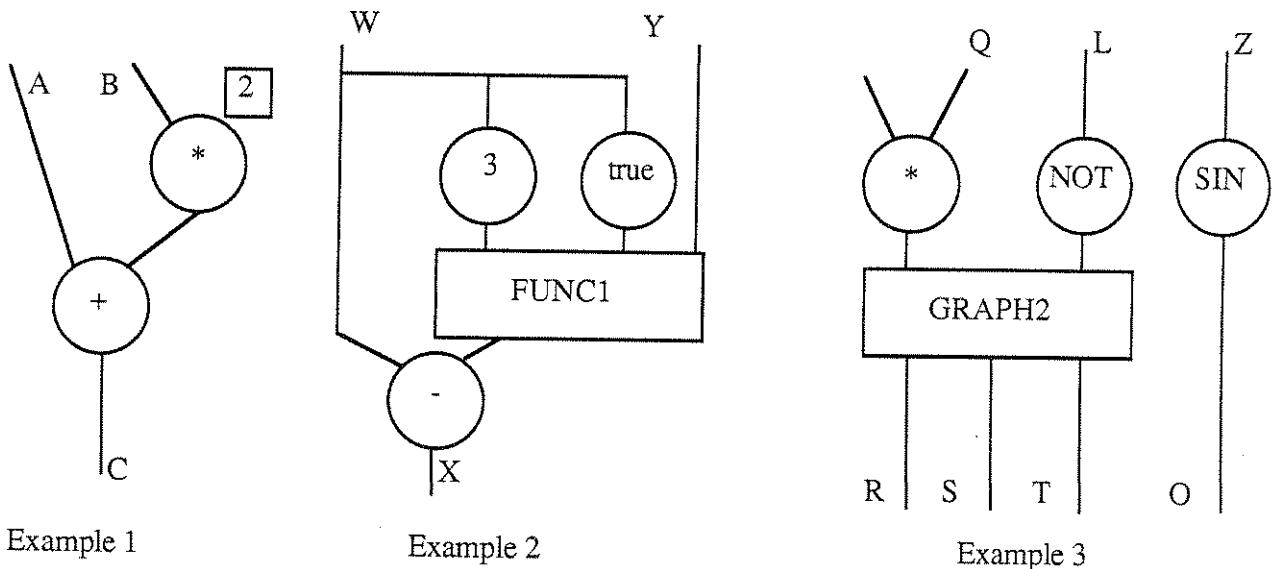 A
B
2
*
+
C
Example 1
W
Y
3
true
FUNC1
-
X
Example 2
Q
L
Z
*
NOT
SIN
GRAPH2
R
S
T
O
Example 3